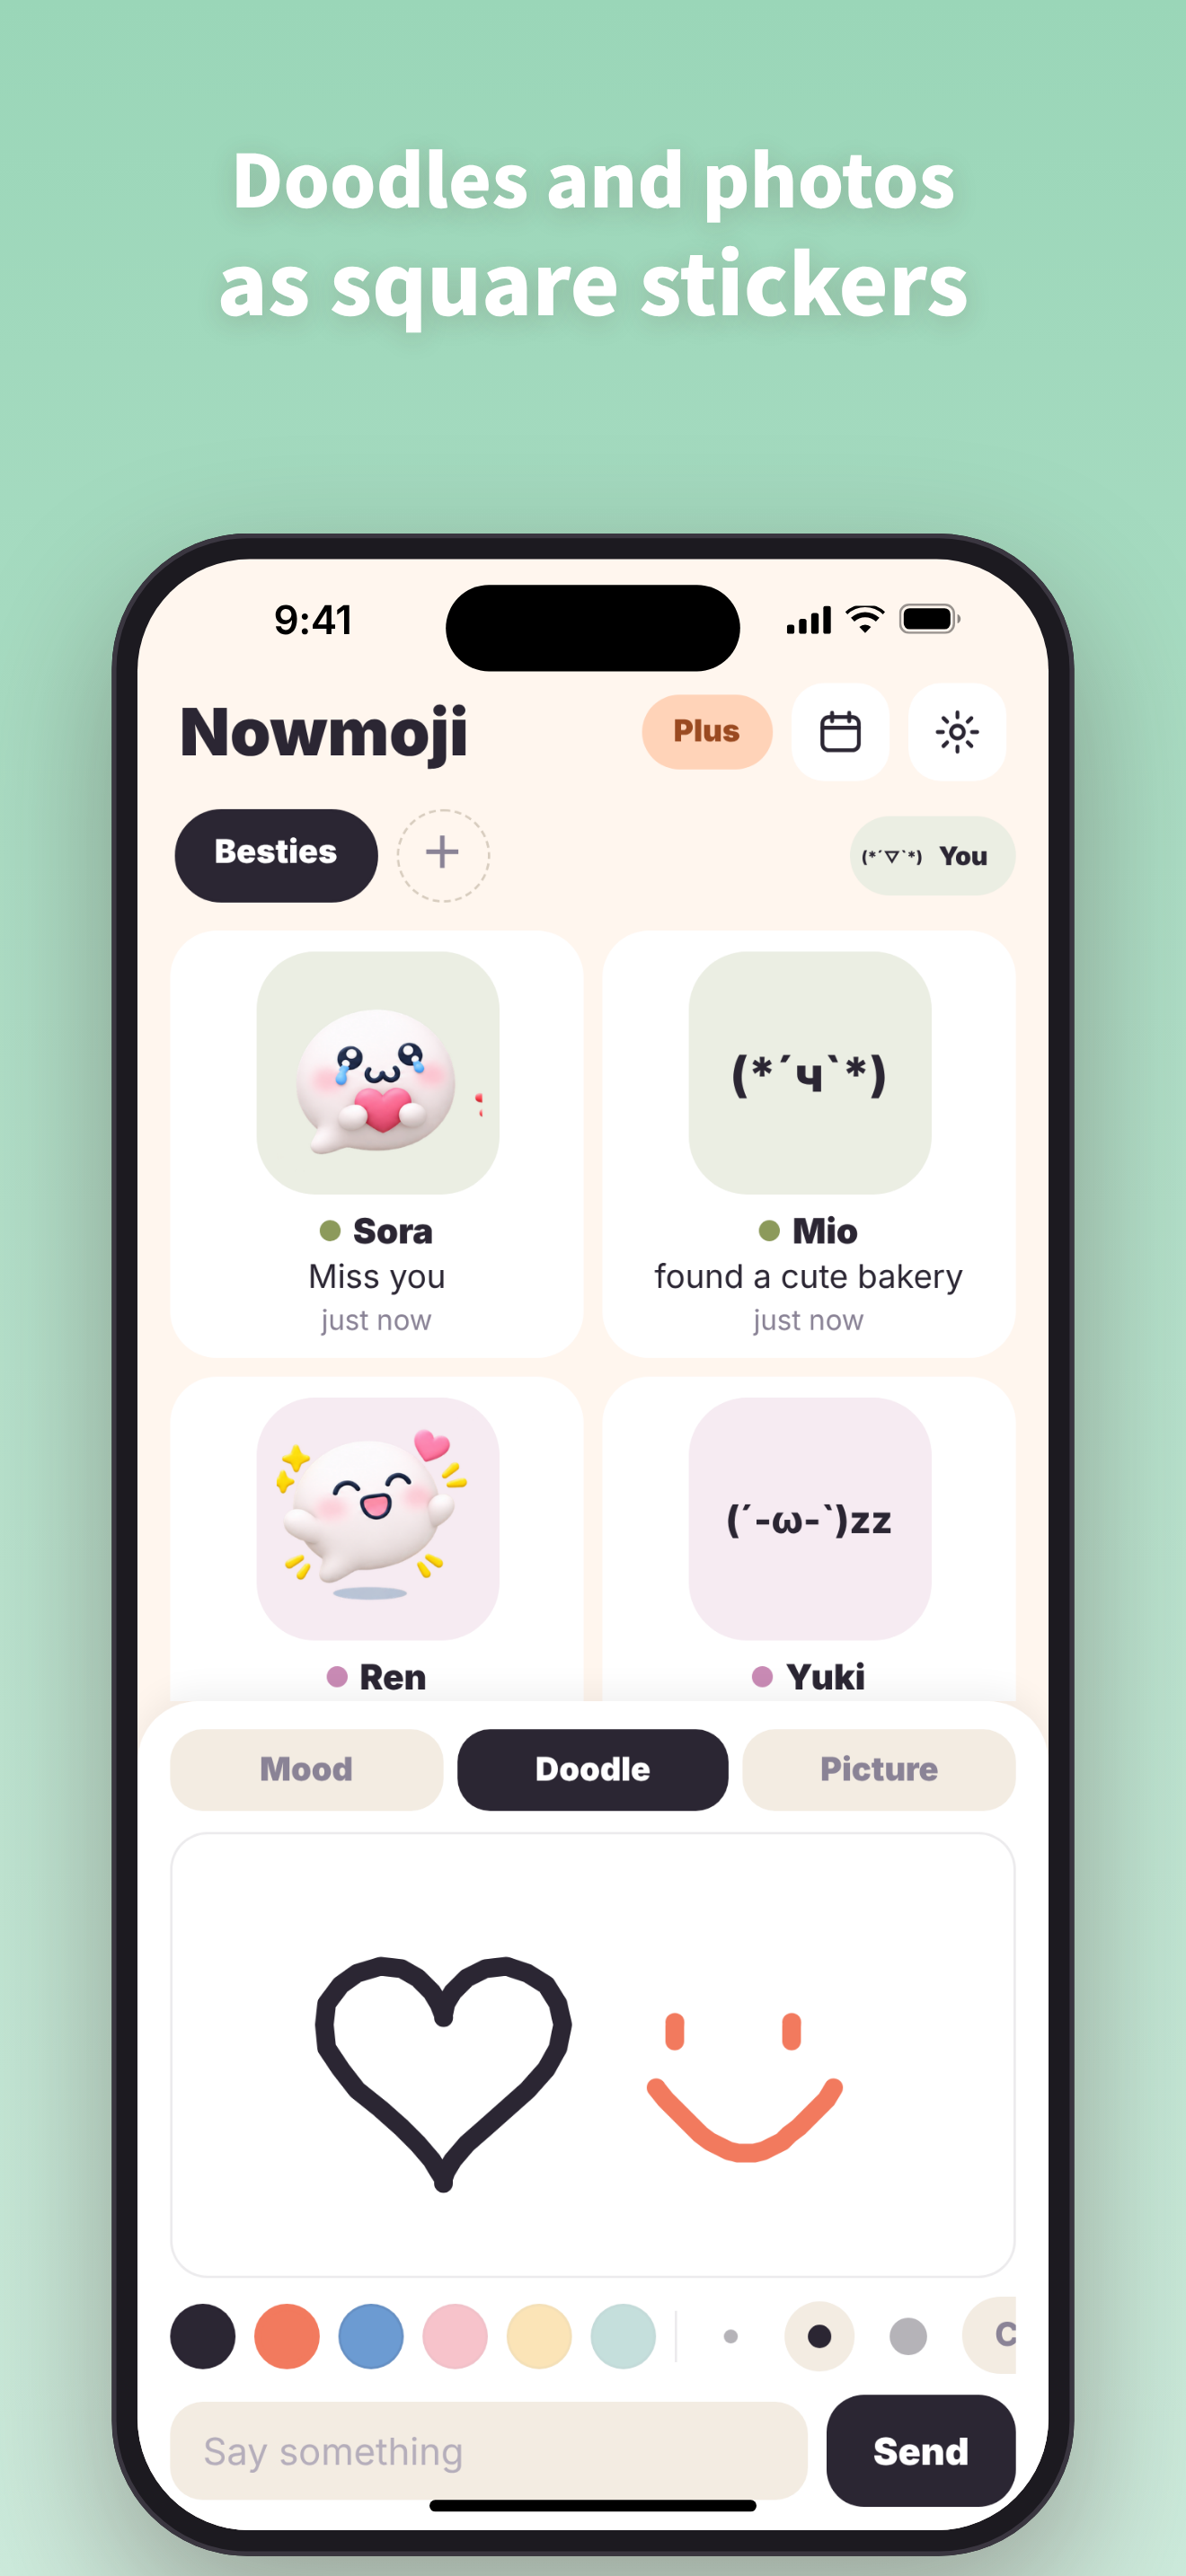 Doodles and photos
as square stickers
9:41
Nowmoji
Plus
Besties
+
(*´▽`*) You
(*´ч`*)
Sora
Mio
Miss you
found a cute bakery
just now
just now
(´-ω-`)zz
Ren
Yuki
Mood
Doodle
Picture
Say something
Send